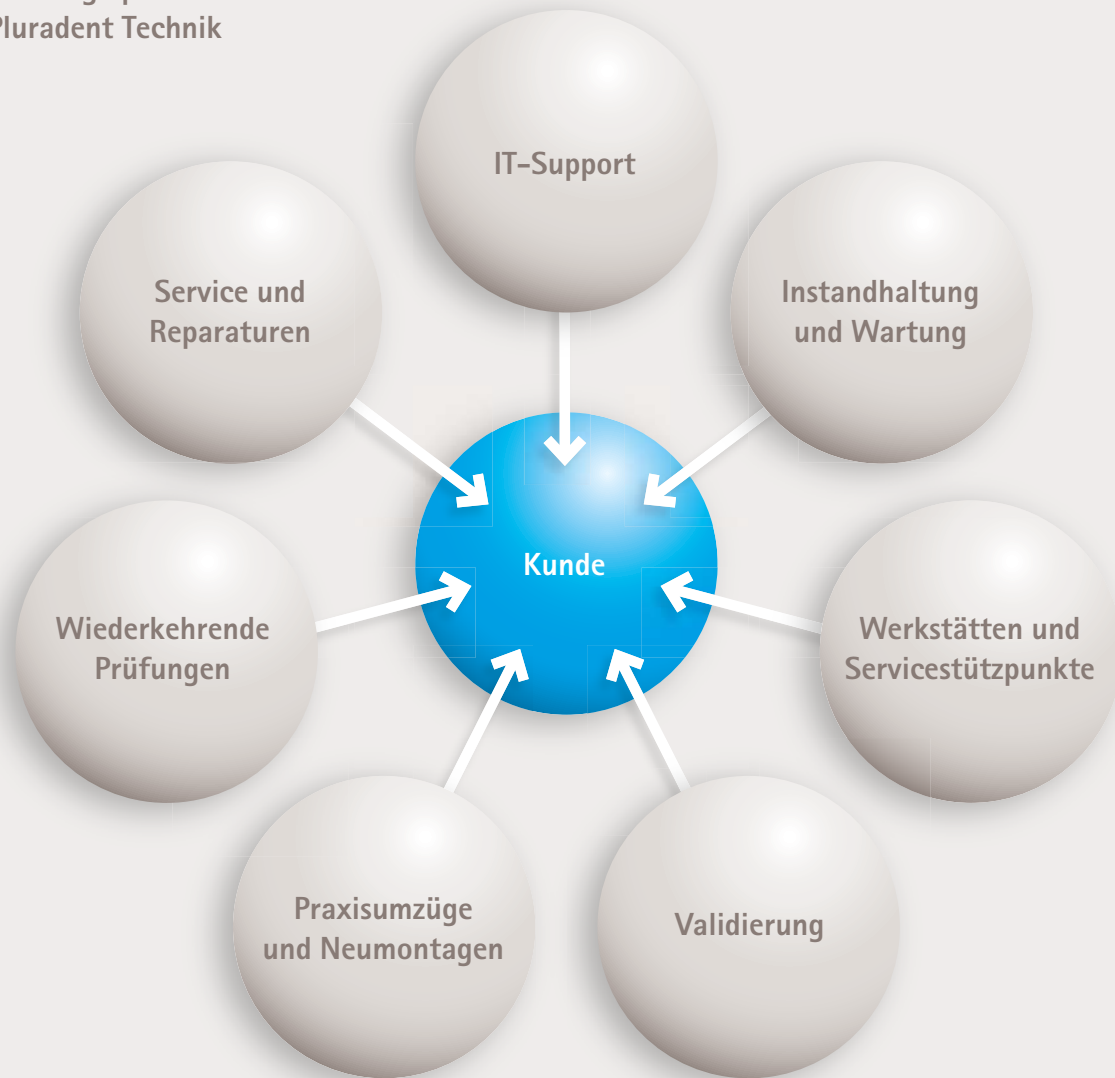 Pluradent Technik
IT-Support
Service und
Reparaturen
Instandhaltung
und Wartung
Kunde
Wiederkehrende
Prüfungen
Werkstätten und
Servicestützpunkte
Praxisumzüge
und Neumontagen
Validierung